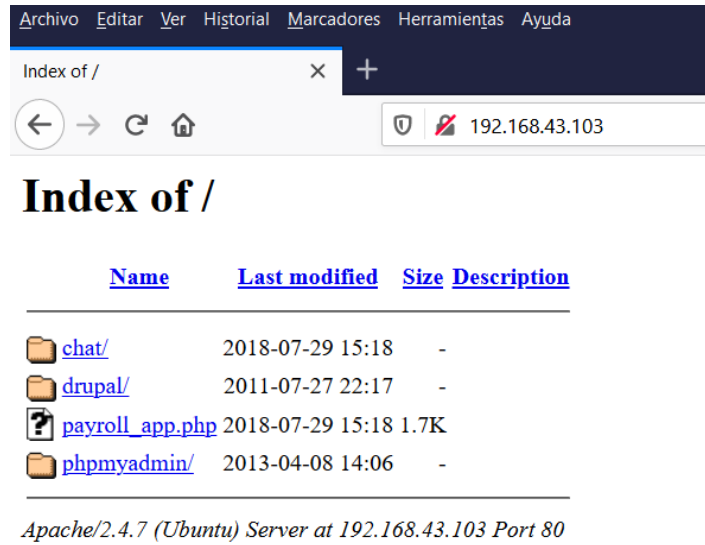 Archivo Editar Ver Historial Marcadores Herramientas Ayuda
Index of /
192.168.43.103
Index of /
Name Last modified Size Description
chat/ 2018-07-29 15:18 -
drupal/ 2011-07-27 22:17 -
payroll_app.php 2018-07-29 15:18 1.7K
phpmyadmin/ 2013-04-08 14:06 -
Apache/2.4.7 (Ubuntu) Server at 192.168.43.103 Port 80